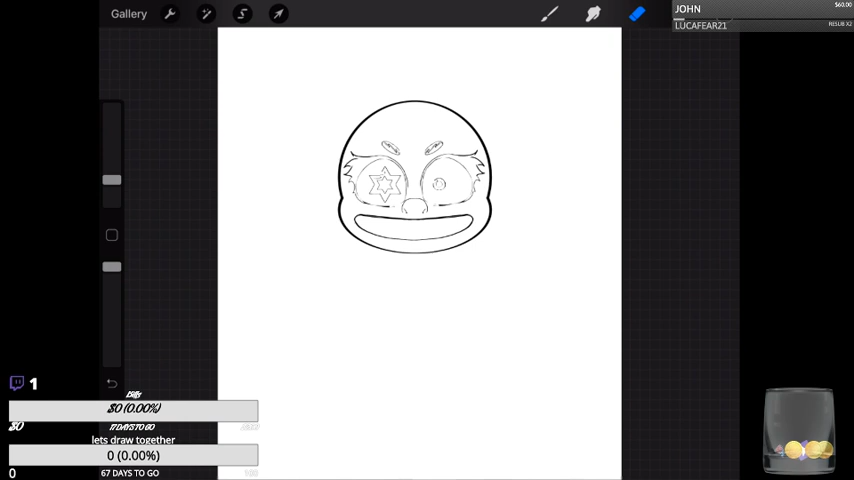 Gallery
JOHN
$60.00
LUCAFEAR21
RESUB X2
1
$0 (0.00%)
$0
17 DAYS TO GO
lets draw together
0 (0.00%)
0
67 DAYS TO GO
100